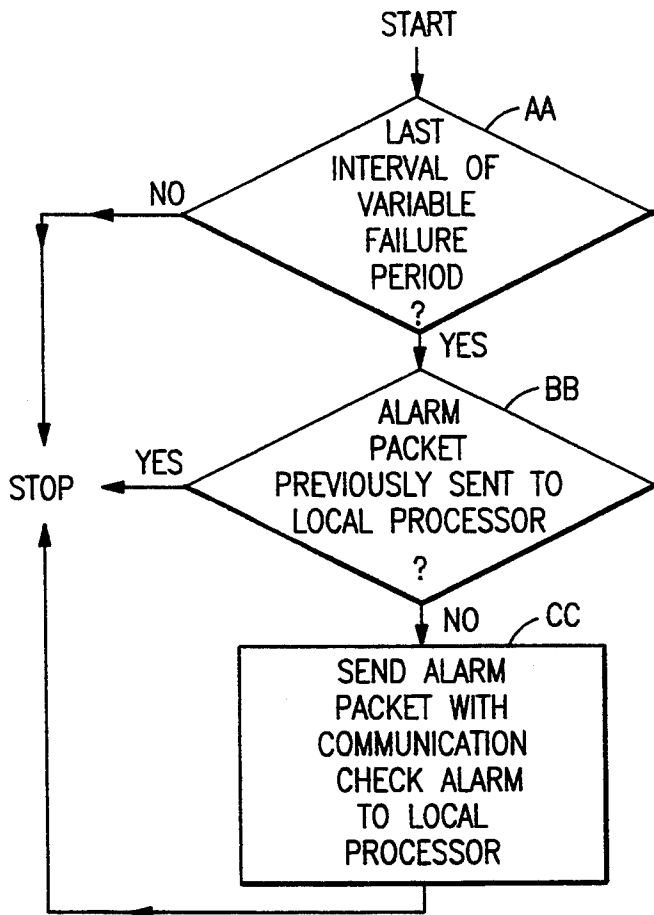 START
AA
LAST
INTERVAL OF
VARIABLE
FAILURE
PERIOD
?
NO
YES
BB
ALARM
PACKET
PREVIOUSLY SENT TO
LOCAL PROCESSOR
?
YES
STOP
NO
CC
SEND ALARM
PACKET WITH
COMMUNICATION
CHECK ALARM
TO LOCAL
PROCESSOR